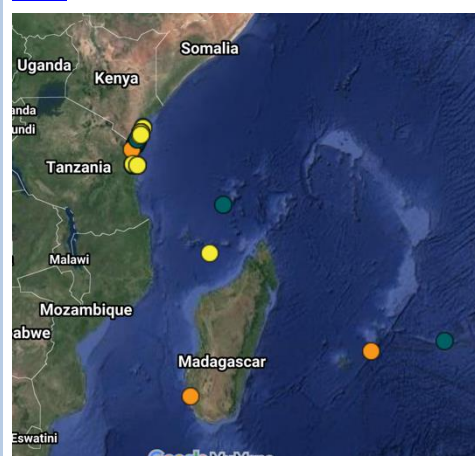 Somalia
Uganda
Kenya
anda
undi
Tanzania
Malawi
Mozambique
abwe
Madagascar
Eswatini